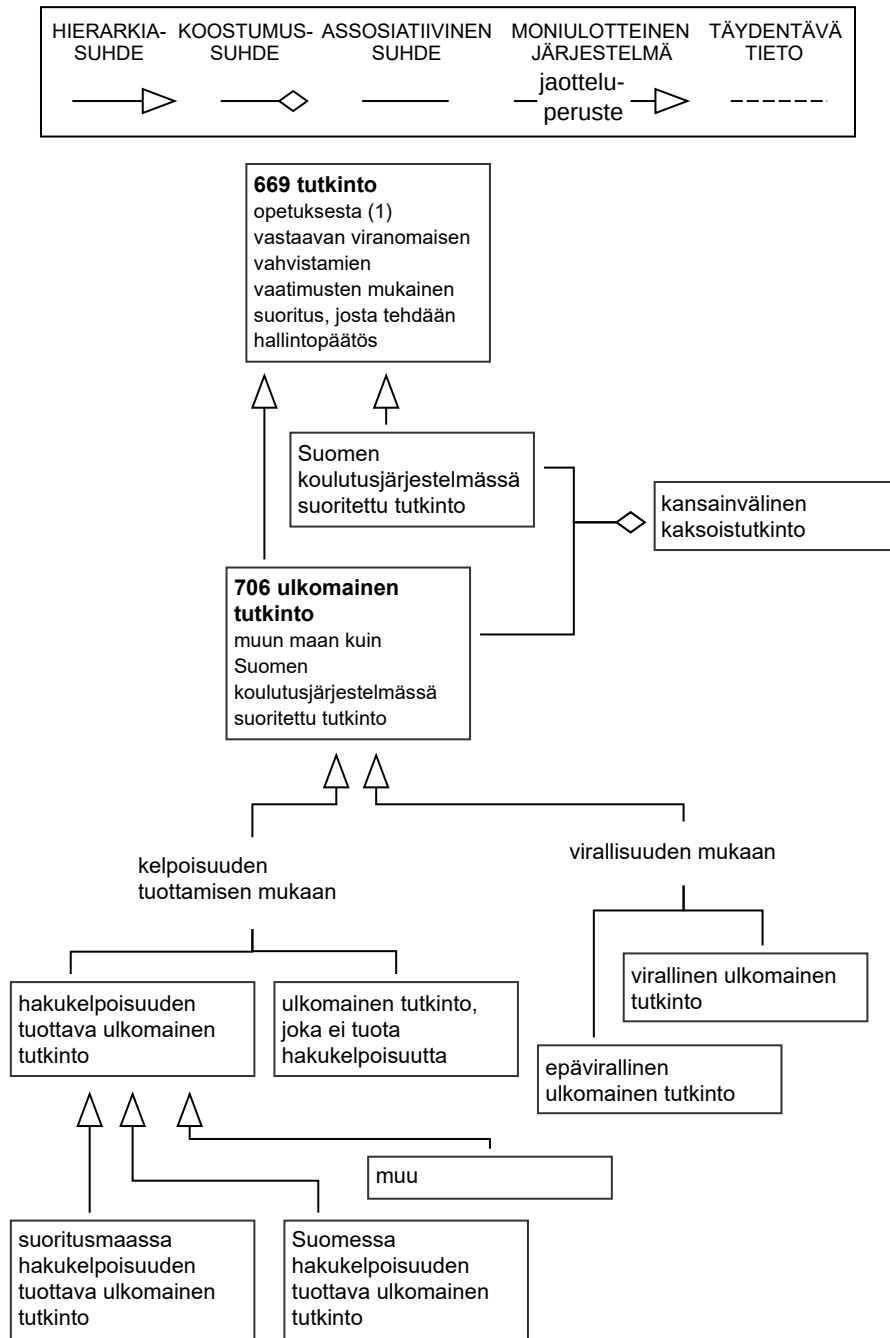 HIERARKIA-
SUHDE
KOOSTUMUS-
SUHDE
ASSOSIATIIVINEN
SUHDE
MONIULOTTEINEN
JÄRJESTELMÄ
jaottelu-
peruste
TÄYDENTÄVÄ
TIETO
669 tutkinto
opetuksesta (1)
vastaavan viranomaisen
vahvistamien
vaatimusten mukainen
suoritus, josta tehdään
hallintopäätös
Suomen
koulutusjärjestelmässä
suoritettu tutkinto
kansainvälinen
kaksoistutkinto
706 ulkomainen
tutkinto
muun maan kuin
Suomen
koulutusjärjestelmässä
suoritettu tutkinto
kelpoisuuden
tuottamisen mukaan
virallisuuden mukaan
hakukelpoisuuden
tuottava ulkomainen
tutkinto
ulkomainen tutkinto,
joka ei tuota
hakukelpoisuutta
virallinen ulkomainen
tutkinto
epävirallinen
ulkomainen tutkinto
muu
suoritusmaassa
hakukelpoisuuden
tuottava ulkomainen
tutkinto
Suomessa
hakukelpoisuuden
tuottava ulkomainen
tutkinto